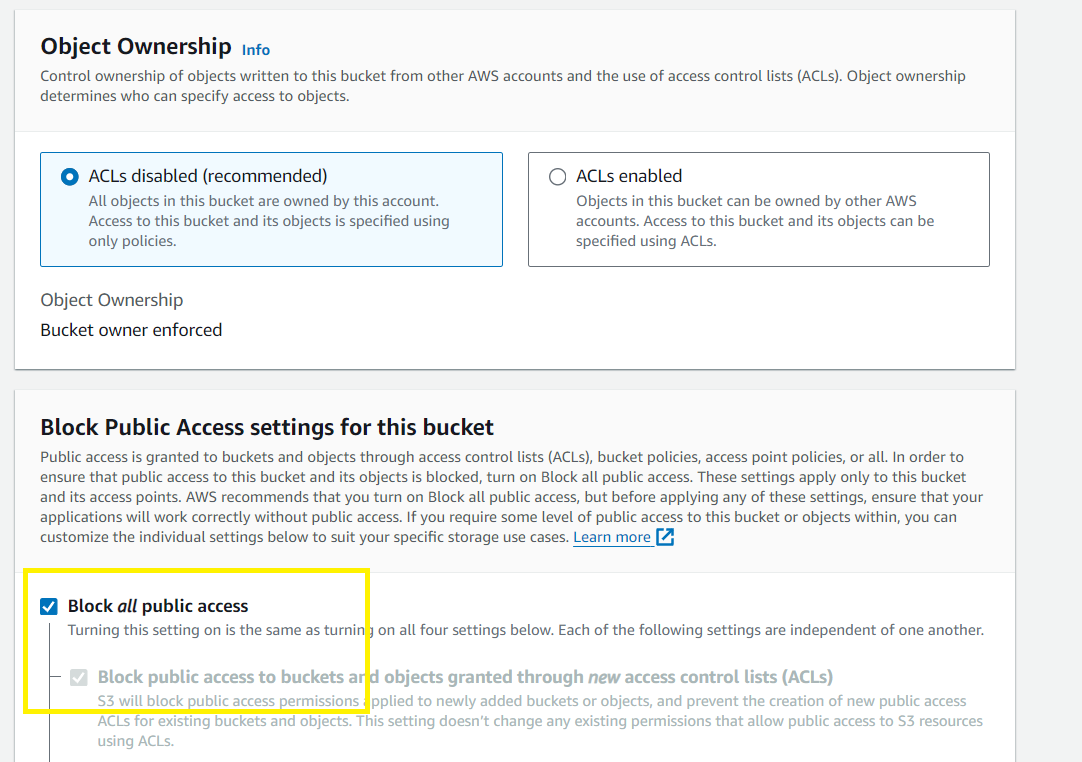 Object Ownership Info
Control ownership of objects written to this bucket from other AWS accounts and the use of access control lists (ACLs). Object ownership
determines who can specify access to objects.
ACLs disabled (recommended)
All objects in this bucket are owned by this account.
Access to this bucket and its objects is specified using
only policies.
ACLs enabled
Objects in this bucket can be owned by other AWS
accounts. Access to this bucket and its objects can be
specified using ACLs.
Object Ownership
Bucket owner enforced
Block Public Access settings for this bucket
Public access is granted to buckets and objects through access control lists (ACLs), bucket policies, access point policies, or all. In order to
ensure that public access to this bucket and its objects is blocked, turn on Block all public access. These settings apply only to this bucket
and its access points. AWS recommends that you turn on Block all public access, but before applying any of these settings, ensure that your
applications will work correctly without public access. If you require some level of public access to this bucket or objects within, you can
customize the individual settings below to suit your specific storage use cases. Learn more
Block all public access
Turning this setting on is the same as turning on all four settings below. Each of the following settings are independent of one another.
Block public access to buckets and objects granted through new access control lists (ACLs)
S3 will block public access permissions applied to newly added buckets or objects, and prevent the creation of new public access
ACLs for existing buckets and objects. This setting doesn't change any existing permissions that allow public access to S3 resources
using ACLs.